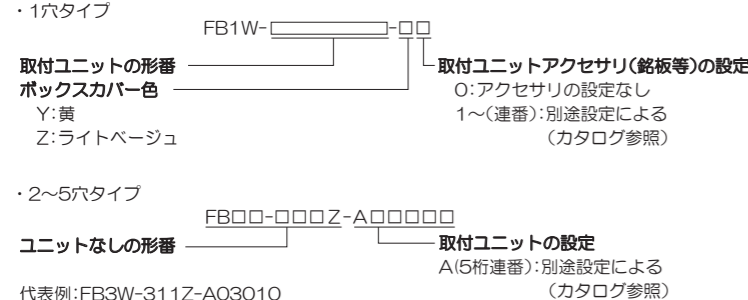 ・1穴タイプ
FB1W-□-□□
取付ユニットの形番
取付ユニットアクセサリ(銘板等)の設定
ボックスカバー色
0:アクセサリの設定なし
Y:黄
1〜(連番):別途設定による
Z:ライトベージュ
(カタログ参照)
・2〜5穴タイプ
FB□□-□□□Z-A□□□□□
ユニットなしの形番
取付ユニットの設定
A(5桁連番):別途設定による
代表例:FB3W-311Z-A03010
(カタログ参照)